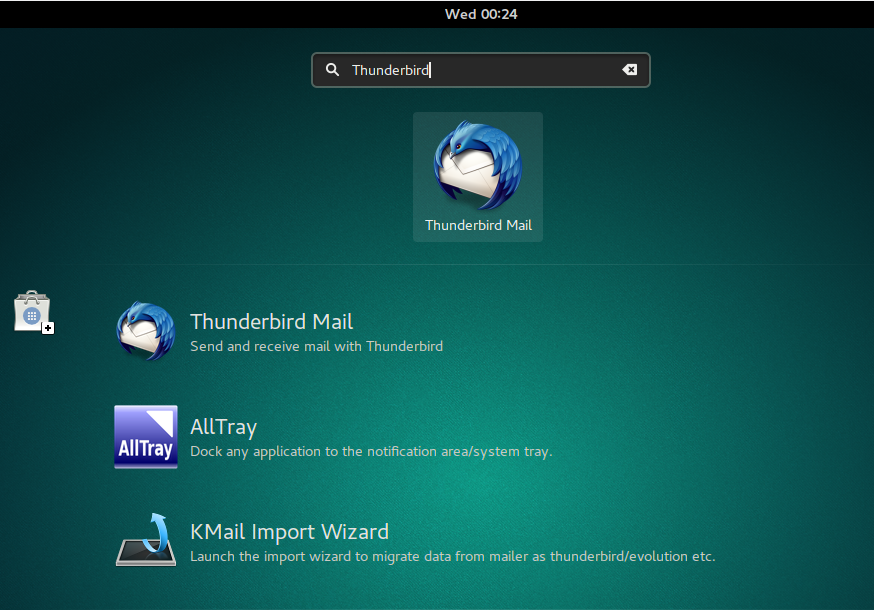 Wed 00:24
Thunderbird
Thunderbird Mail
Thunderbird Mail
Send and receive mail with Thunderbird
AllTray
AllTray
Dock any application to the notification area/system tray.
KMail Import Wizard
Launch the import wizard to migrate data from mailer as thunderbird/evolution etc.